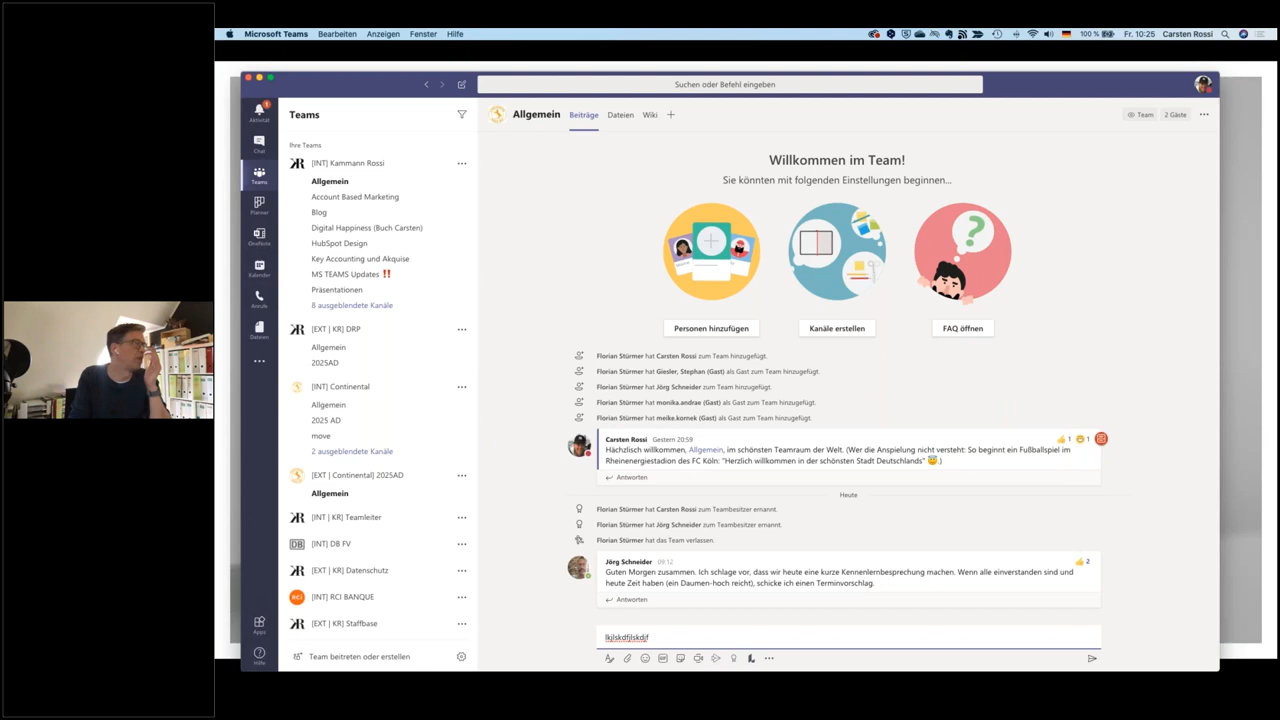 Microsoft Teams Bearbeiten Anzeigen Fenster Hilfe
100 % Fr. 10:25 Carsten Rossi
Suchen oder Befehl eingeben
Aktivität
Chat
Teams
Planner
OneNote
Kalender
Anrufe
Dateien
Apps
Hilfe
Teams
Ihre Teams
[INT] Kammann Rossi
Allgemein
Account Based Marketing
Blog
Digital Happiness (Buch Carsten)
HubSpot Design
Key Accounting und Akquise
MS TEAMS Updates ‼️
Präsentationen
8 ausgeblendete Kanäle
[EXT | KR] DRP
Allgemein
2025AD
[INT] Continental
Allgemein
2025 AD
move
2 ausgeblendete Kanäle
[EXT | Continental] 2025AD
Allgemein
[INT | KR] Teamleiter
DB [INT] DB FV
[EXT | KR] Datenschutz
RCI [INT] RCI BANQUE
[EXT | KR] Staffbase
Team beitreten oder erstellen
Allgemein Beiträge Dateien Wiki +
Team 2 Gäste
Willkommen im Team!
Sie könnten mit folgenden Einstellungen beginnen...
Personen hinzufügen Kanäle erstellen FAQ öffnen
Florian Stürmer hat Carsten Rossi zum Team hinzugefügt.
Florian Stürmer hat Giesler, Stephan (Gast) als Gast zum Team hinzugefügt.
Florian Stürmer hat Jörg Schneider zum Team hinzugefügt.
Florian Stürmer hat monika.andrae (Gast) als Gast zum Team hinzugefügt.
Florian Stürmer hat meike.kornek (Gast) als Gast zum Team hinzugefügt.
Carsten Rossi Gestern 20:59 1 1
Hächzlisch willkommen, Allgemein, im schönsten Teamraum der Welt. (Wer die Anspielung nicht versteht: So beginnt ein Fußballspiel im
Rheinenergiestadion des FC Köln: "Herzlich willkommen in der schönsten Stadt Deutschlands" 😇.)
Antworten
Heute
Florian Stürmer hat Carsten Rossi zum Teambesitzer ernannt.
Florian Stürmer hat Jörg Schneider zum Teambesitzer ernannt.
Florian Stürmer hat das Team verlassen.
Jörg Schneider 09:12 2
Guten Morgen zusammen. Ich schlage vor, dass wir heute eine kurze Kennenlernbesprechung machen. Wenn alle einverstanden sind und
heute Zeit haben (ein Daumen-hoch reicht), schicke ich einen Terminvorschlag.
Antworten
lkjlskdfjlskdjf
GIF